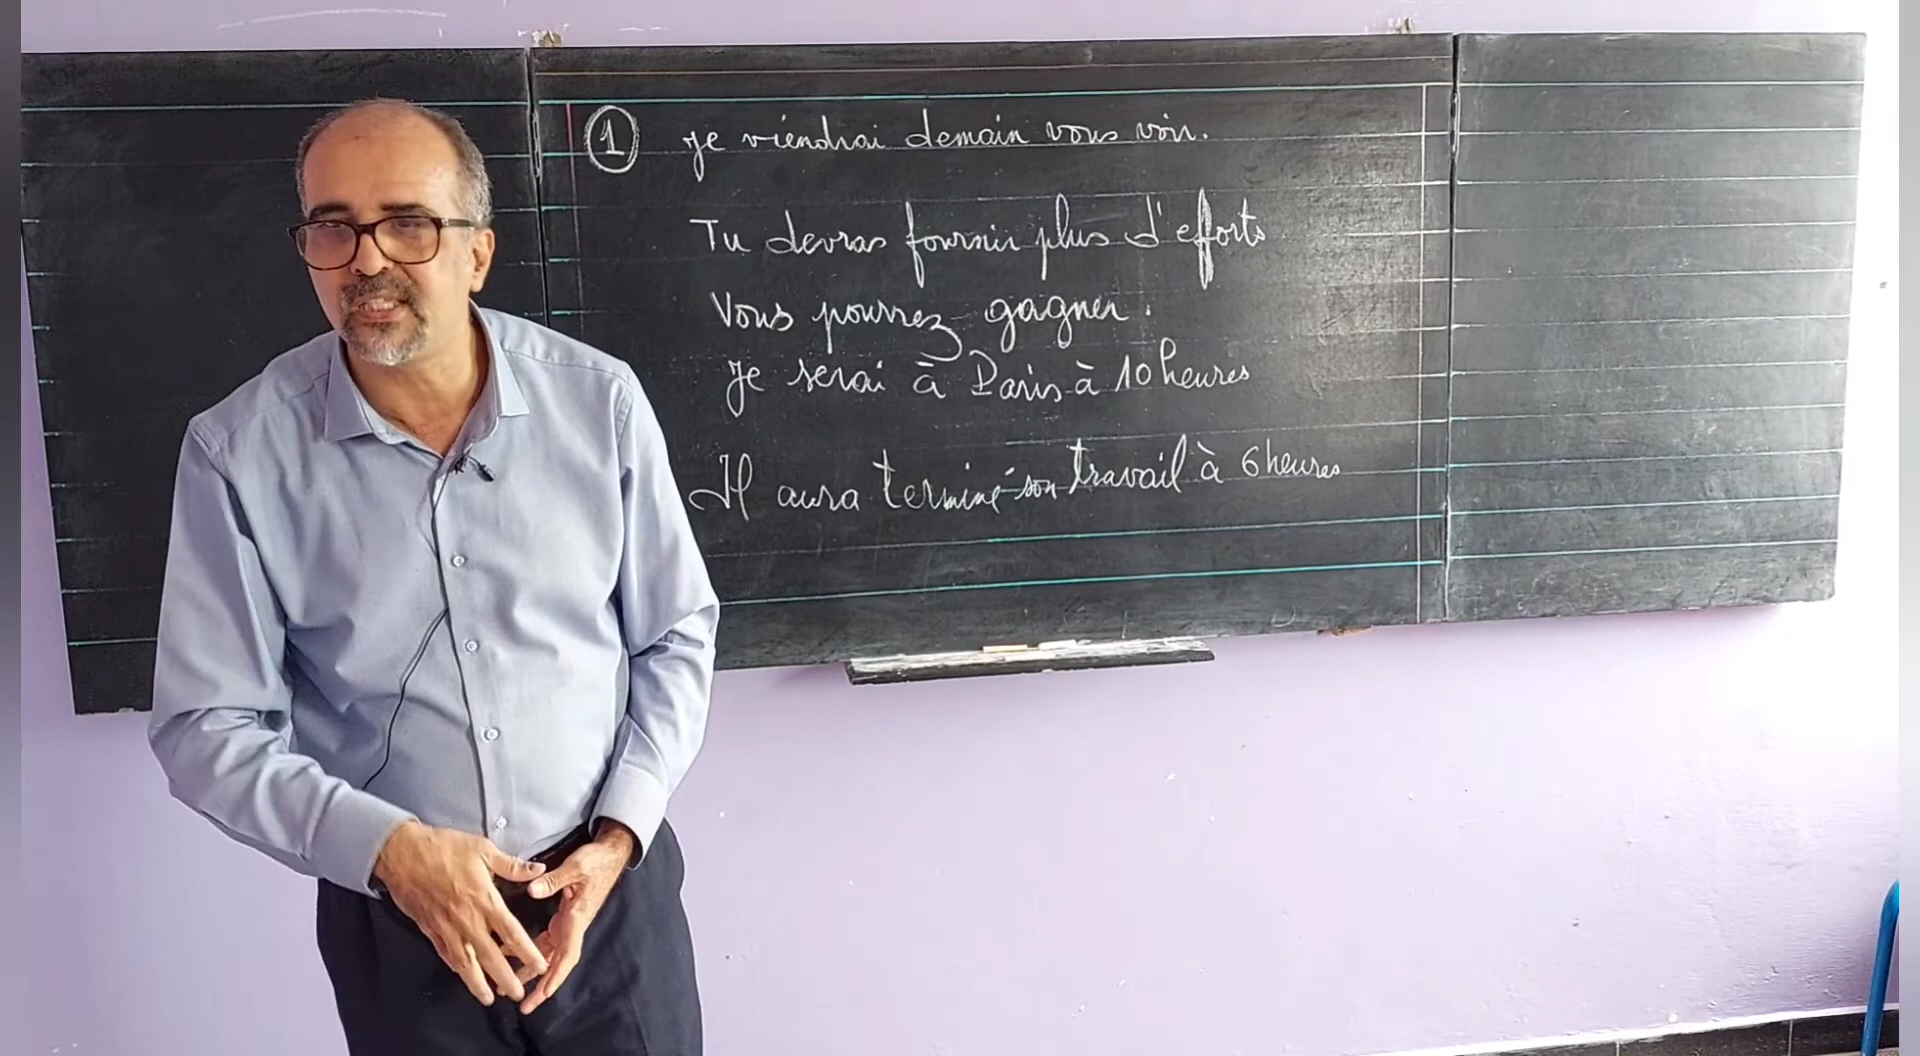 1 je viendrai demain vous voir.
Tu devras fournir plus d'efforts
Vous pourrez gagner.
Je serai à Paris à 10 heures
Il aura terminé son travail à 6 heures